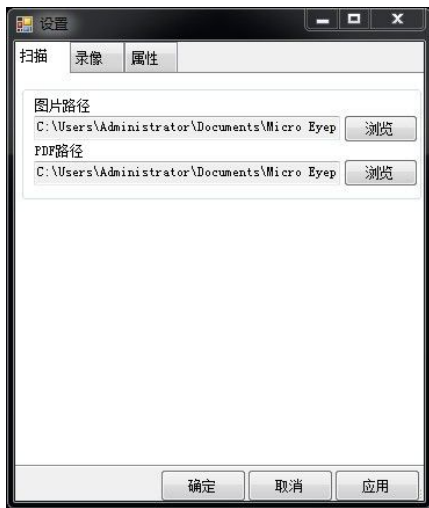 设置
扫描 录像 属性
图片路径
C:\Users\Administrator\Documents\Micro Eyep 浏览
PDF路径
C:\Users\Administrator\Documents\Micro Eyep 浏览
确定 取消 应用